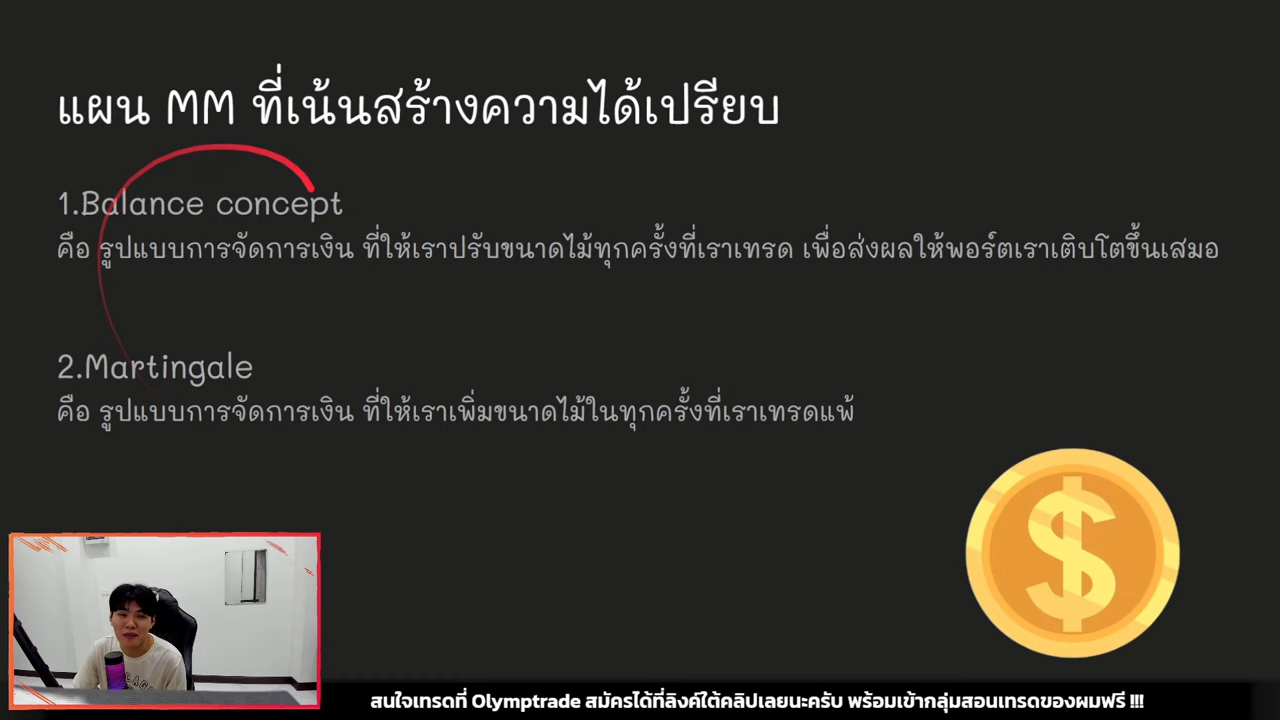 แผน MM ที่เน้นสร้างความได้เปรียบ
1.Balance concept
คือ รูปแบบการจัดการเงิน ที่ให้เราปรับขนาดไม้ทุกครั้งที่เราเทรด เพื่อส่งผลให้พอร์ตเราเติบโตขึ้นเสมอ
2.Martingale
คือ รูปแบบการจัดการเงิน ที่ให้เราเพิ่มขนาดไม้ในทุกครั้งที่เราเทรดแพ้
สนใจเทรดที่ Olymptrade สมัครได้ที่ลิงค์ใต้คลิปเลยนะครับ พร้อมเข้ากลุ่มสอนเทรดของผมฟรี !!!